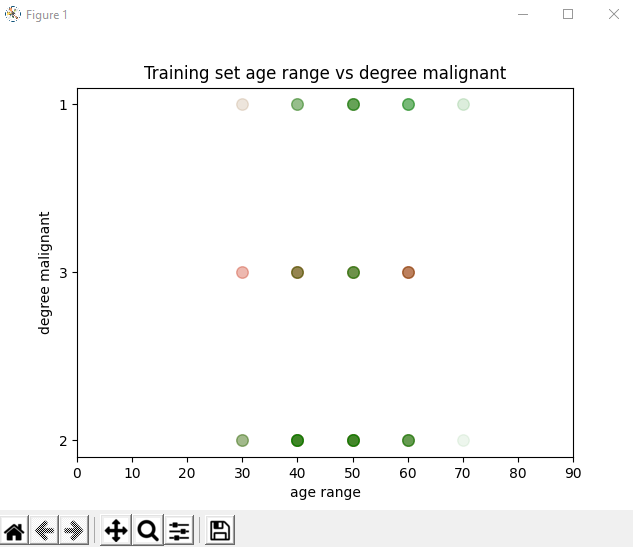 Figure 1
Training set age range vs degree malignant
degree malignant
1
3
2
0 10 20 30 40 50 60 70 80 90
age range